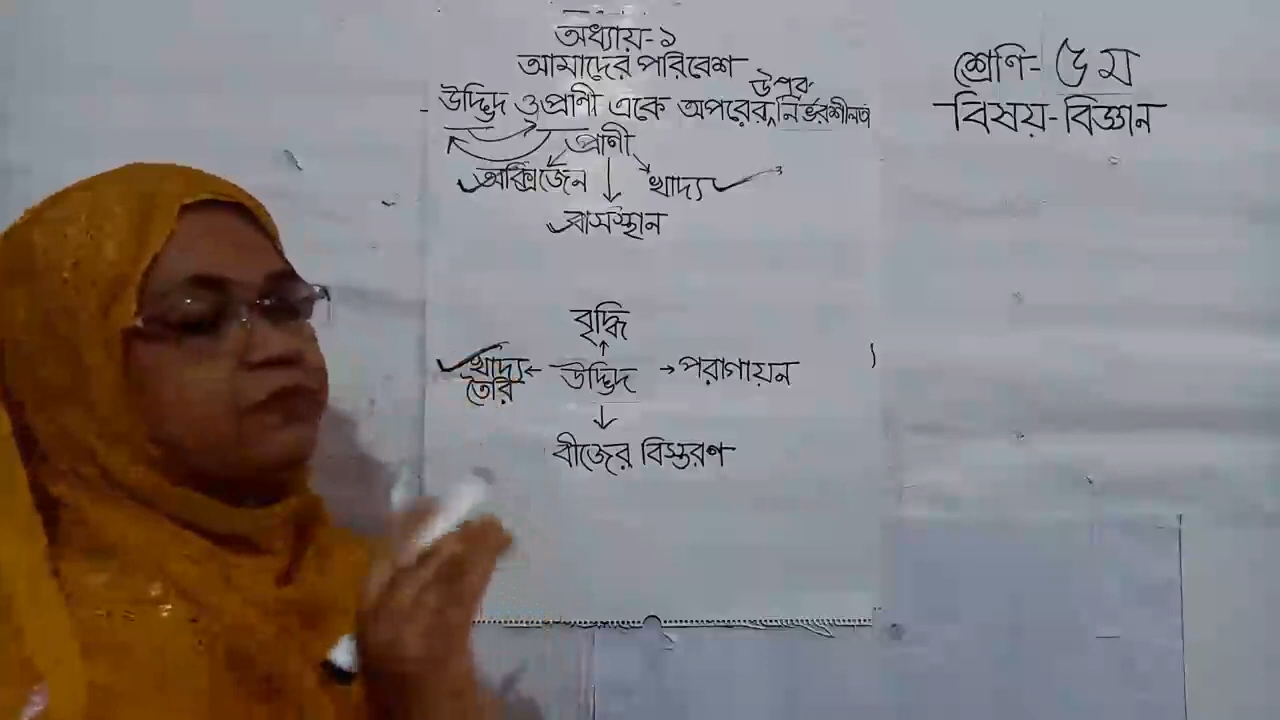 অধ্যায়-১
আমাদের পরিবেশ
উপর
উদ্ভিদ ও প্রাণী একে অপরের নির্ভরশীলতা
প্রাণী
অক্সিজেন খাদ্য
বাসস্থান
বৃদ্ধি
খাদ্য তৈরি
উদ্ভিদ
পরাগায়ন
বীজের বিস্তরণ
শ্রেণি- ৫ম
বিষয়-বিজ্ঞান